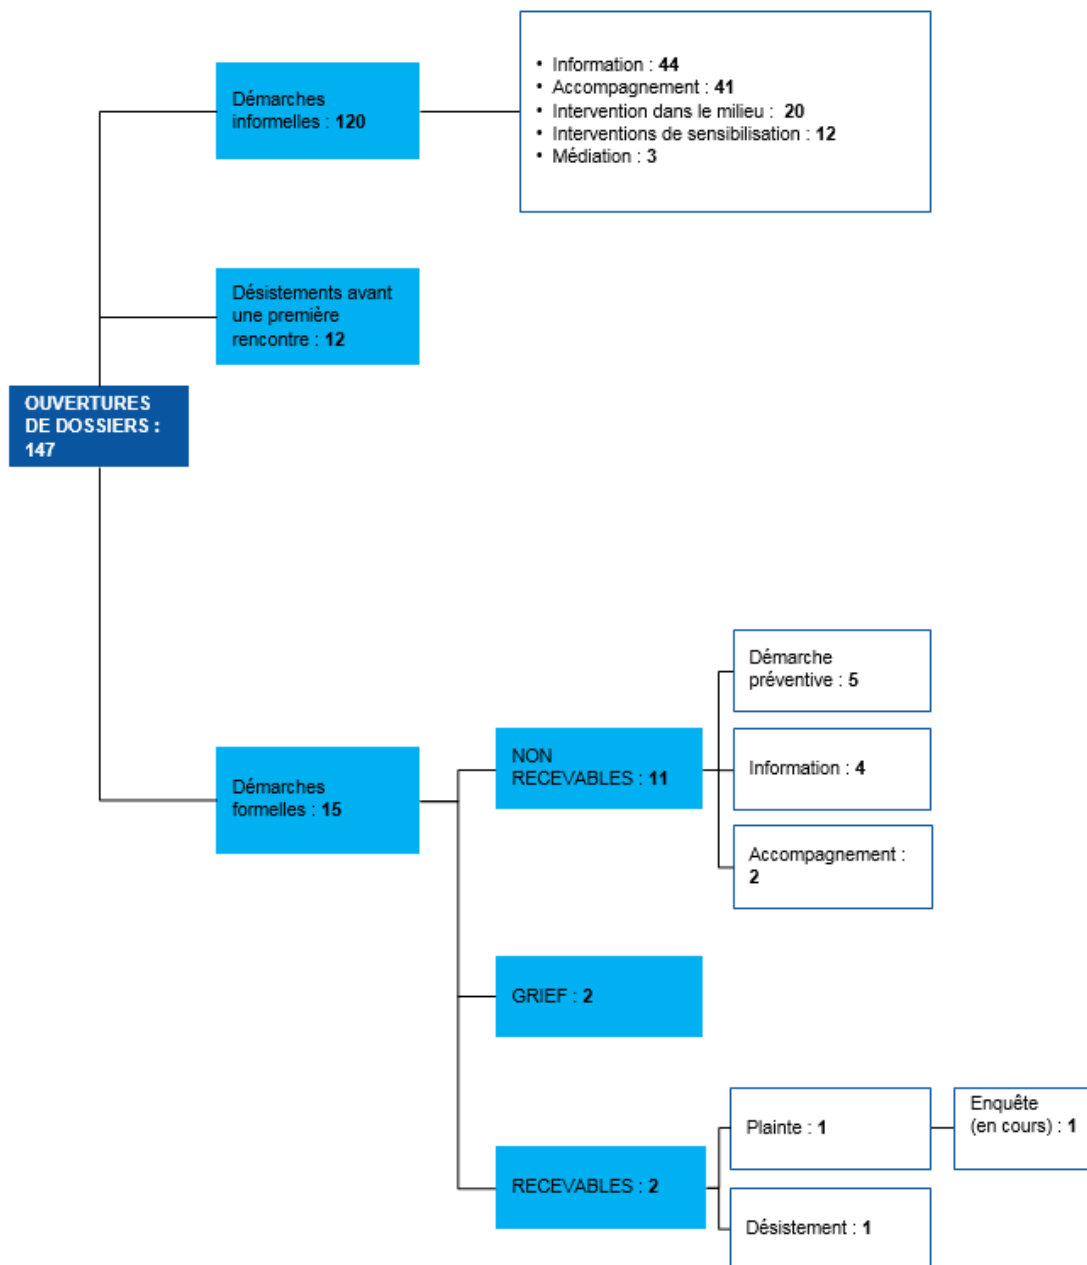 • Information : 44
• Accompagnement : 41
• Intervention dans le milieu : 20
• Interventions de sensibilisation : 12
• Médiation : 3
Démarches
informelles : 120
Désistements avant
une première
rencontre : 12
OUVERTURES
DE DOSSIERS :
147
Démarches
formelles : 15
NON
RECEVABLES : 11
Démarche
préventive : 5
Information : 4
Accompagnement :
2
GRIEF : 2
RECEVABLES : 2
Plainte : 1
Enquête
(en cours) : 1
Désistement : 1